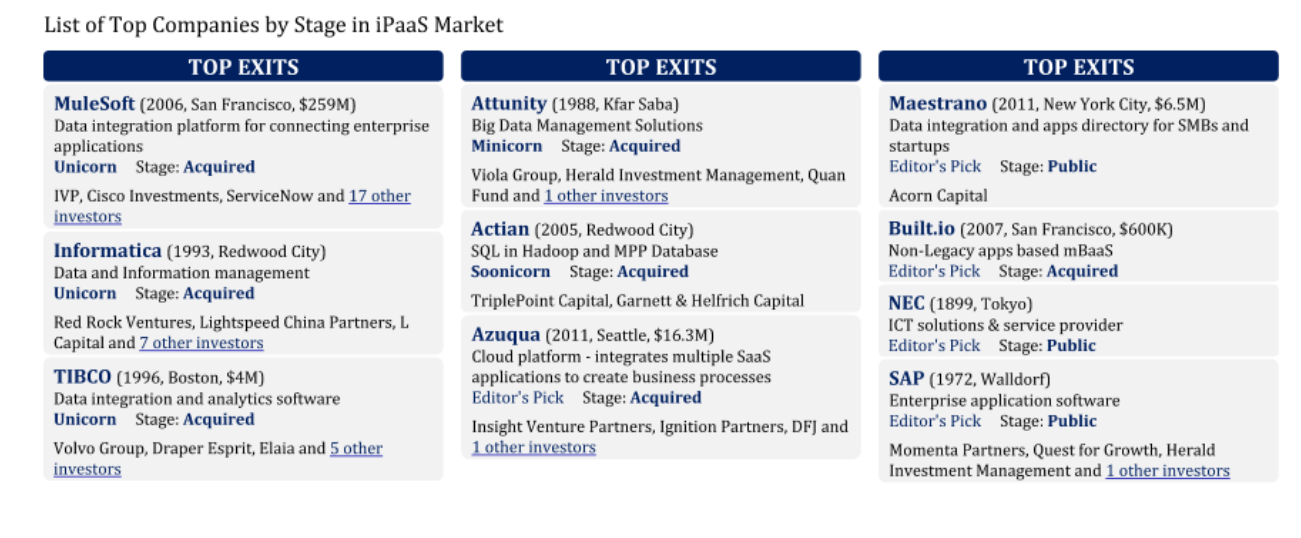 List of Top Companies by Stage in iPaaS Market
TOP EXITS
MuleSoft (2006, San Francisco, $259M)
Data integration platform for connecting enterprise
applications
Unicorn Stage: Acquired
IVP, Cisco Investments, ServiceNow and 17 other
investors
Informatica (1993, Redwood City)
Data and Information management
Unicorn Stage: Acquired
Red Rock Ventures, Lightspeed China Partners, L
Capital and 7 other investors
TIBCO (1996, Boston, $4M)
Data integration and analytics software
Unicorn Stage: Acquired
Volvo Group, Draper Esprit, Elaia and 5 other
investors
TOP EXITS
Attunity (1988, Kfar Saba)
Big Data Management Solutions
Minicorn Stage: Acquired
Viola Group, Herald Investment Management, Quan
Fund and 1 other investors
Actian (2005, Redwood City)
SQL in Hadoop and MPP Database
Soonicorn Stage: Acquired
TriplePoint Capital, Garnett & Helfrich Capital
Azuqua (2011, Seattle, $16.3M)
Cloud platform - integrates multiple SaaS
applications to create business processes
Editor's Pick Stage: Acquired
Insight Venture Partners, Ignition Partners, DFJ and
1 other investors
TOP EXITS
Maestrano (2011, New York City, $6.5M)
Data integration and apps directory for SMBs and
startups
Editor's Pick Stage: Public
Acorn Capital
Built.io (2007, San Francisco, $600K)
Non-Legacy apps based mBaaS
Editor's Pick Stage: Acquired
NEC (1899, Tokyo)
ICT solutions & service provider
Editor's Pick Stage: Public
SAP (1972, Walldorf)
Enterprise application software
Editor's Pick Stage: Public
Momenta Partners, Quest for Growth, Herald
Investment Management and 1 other investors